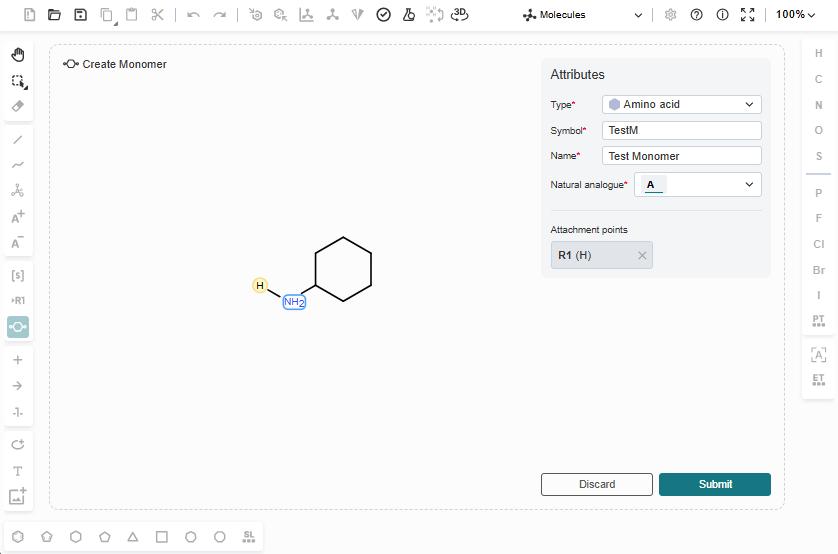 3D
Molecules
100%
Create Monomer
Attributes
Type* Amino acid
Symbol* TestM
Name* Test Monomer
Natural analogue* A
Attachment points
R1 (H)
H
NH2
Discard
Submit
A+
A-
[s]
R1
-1-
T
H
C
N
O
S
P
F
Cl
Br
I
PT
[A]
ET
SL